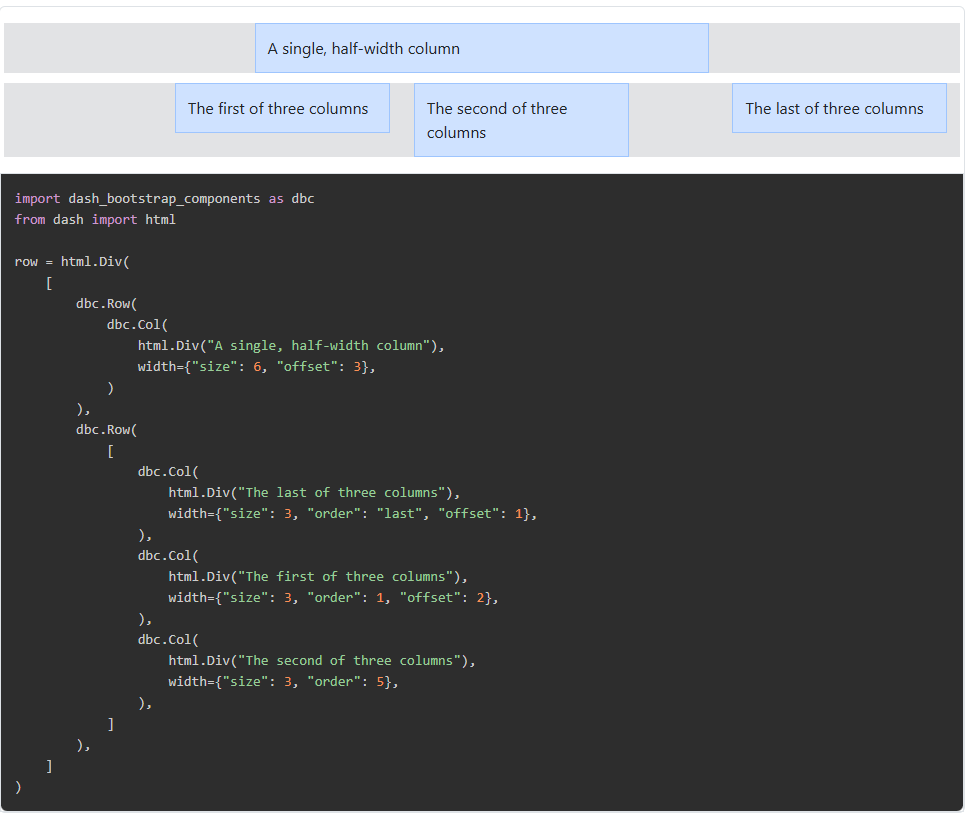 A single, half-width column
The first of three columns
The second of three
columns
The last of three columns
import dash_bootstrap_components as dbc
from dash import html

row = html.Div(
    [
        dbc.Row(
            dbc.Col(
                html.Div("A single, half-width column"),
                width={"size": 6, "offset": 3},
            )
        ),
        dbc.Row(
            [
                dbc.Col(
                    html.Div("The last of three columns"),
                    width={"size": 3, "order": "last", "offset": 1},
                ),
                dbc.Col(
                    html.Div("The first of three columns"),
                    width={"size": 3, "order": 1, "offset": 2},
                ),
                dbc.Col(
                    html.Div("The second of three columns"),
                    width={"size": 3, "order": 5},
                ),
            ]
        ),
    ]
)